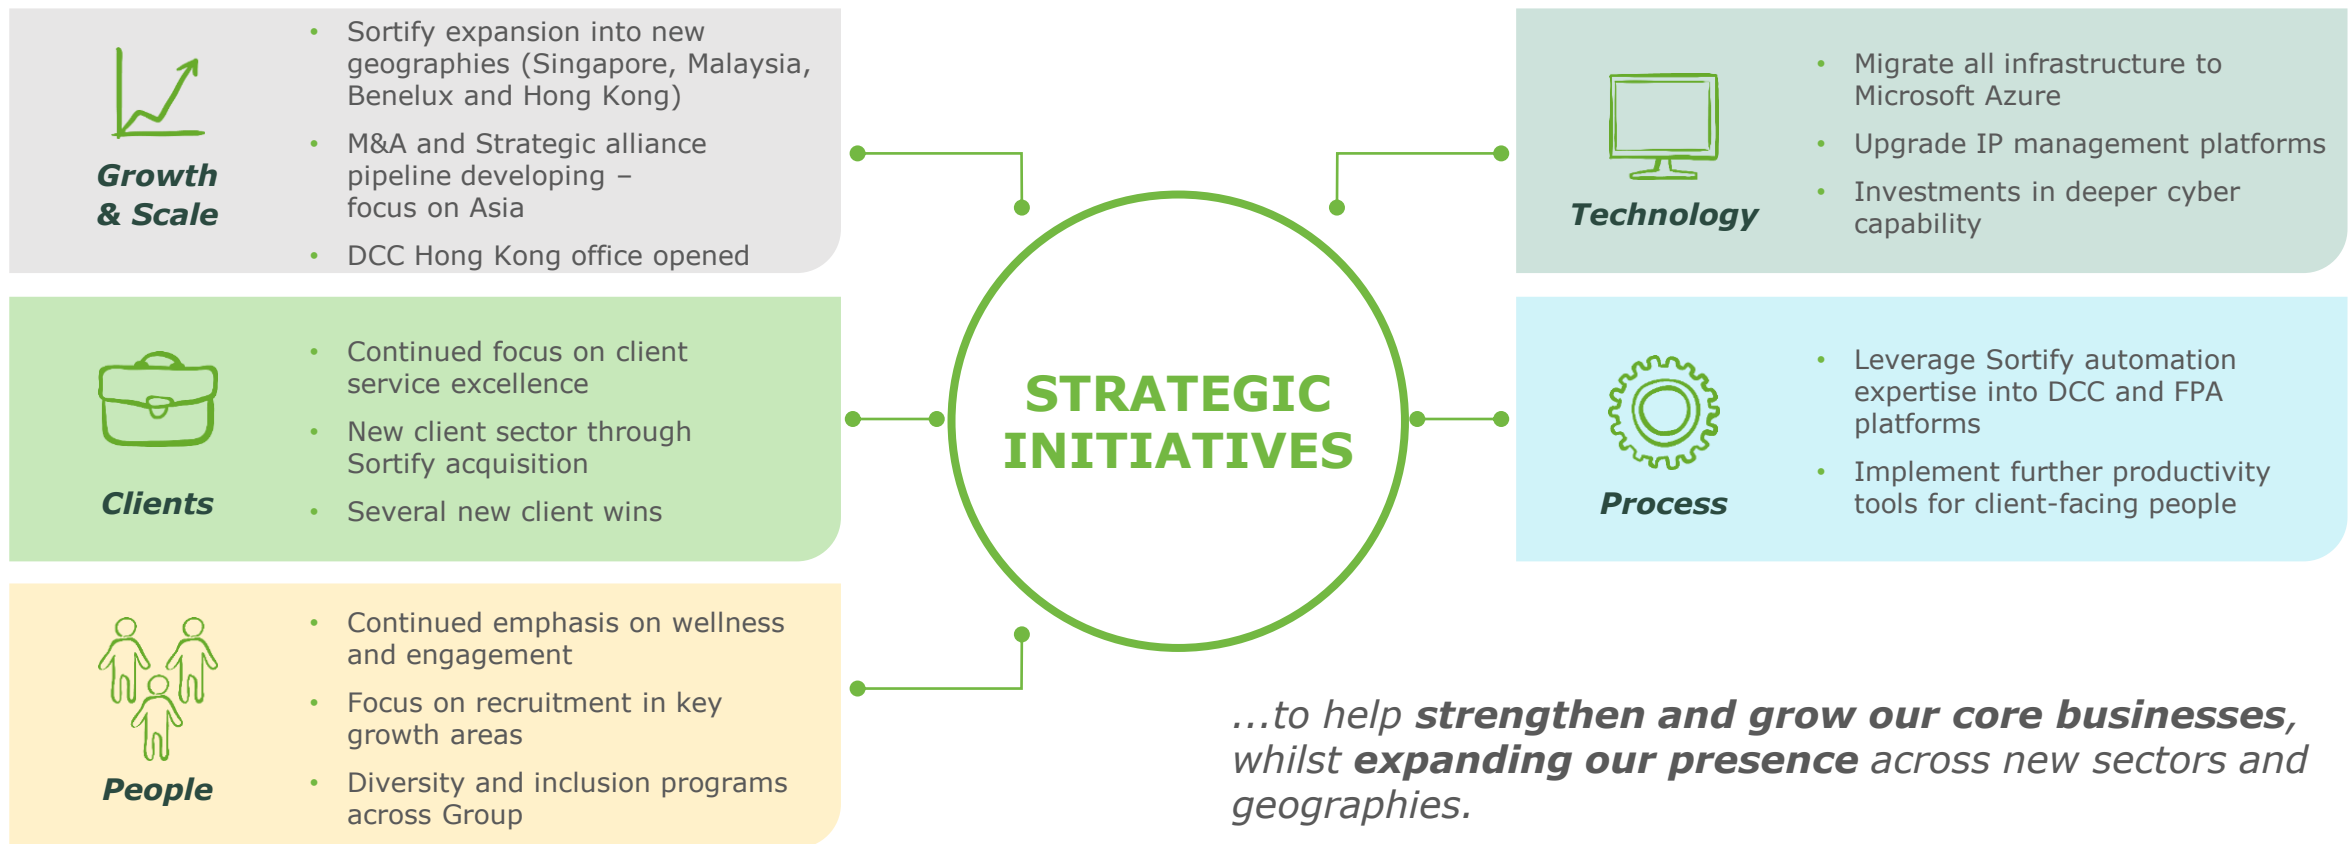 Growth
& Scale
• Sortify expansion into new
geographies (Singapore, Malaysia,
Benelux and Hong Kong)
• M&A and Strategic alliance
pipeline developing –
focus on Asia
• DCC Hong Kong office opened
Clients
• Continued focus on client
service excellence
• New client sector through
Sortify acquisition
• Several new client wins
People
• Continued emphasis on wellness
and engagement
• Focus on recruitment in key
growth areas
• Diversity and inclusion programs
across Group
STRATEGIC
INITIATIVES
Technology
• Migrate all infrastructure to
Microsoft Azure
• Upgrade IP management platforms
• Investments in deeper cyber
capability
Process
• Leverage Sortify automation
expertise into DCC and FPA
platforms
• Implement further productivity
tools for client-facing people
...to help strengthen and grow our core businesses,
whilst expanding our presence across new sectors and
geographies.